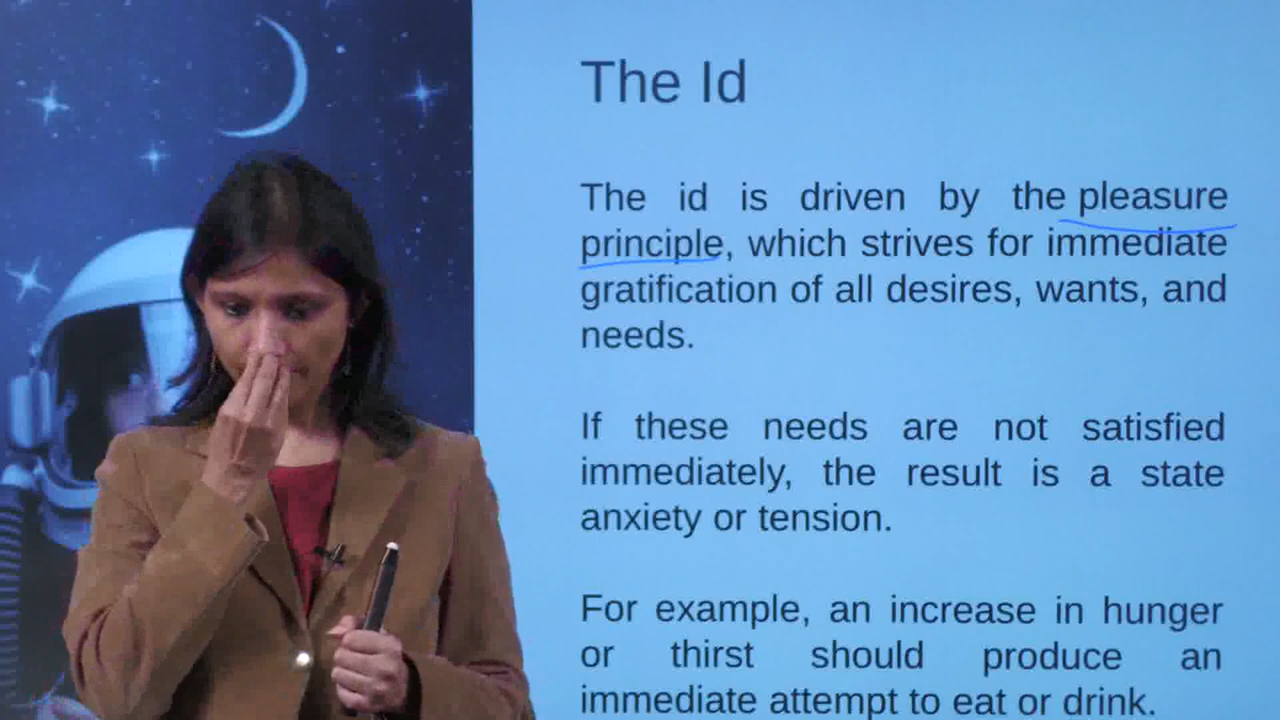 The Id
The id is driven by the pleasure
principle, which strives for immediate
gratification of all desires, wants, and
needs.
If these needs are not satisfied
immediately, the result is a state
anxiety or tension.
For example, an increase in hunger
or thirst should produce an
immediate attempt to eat or drink.